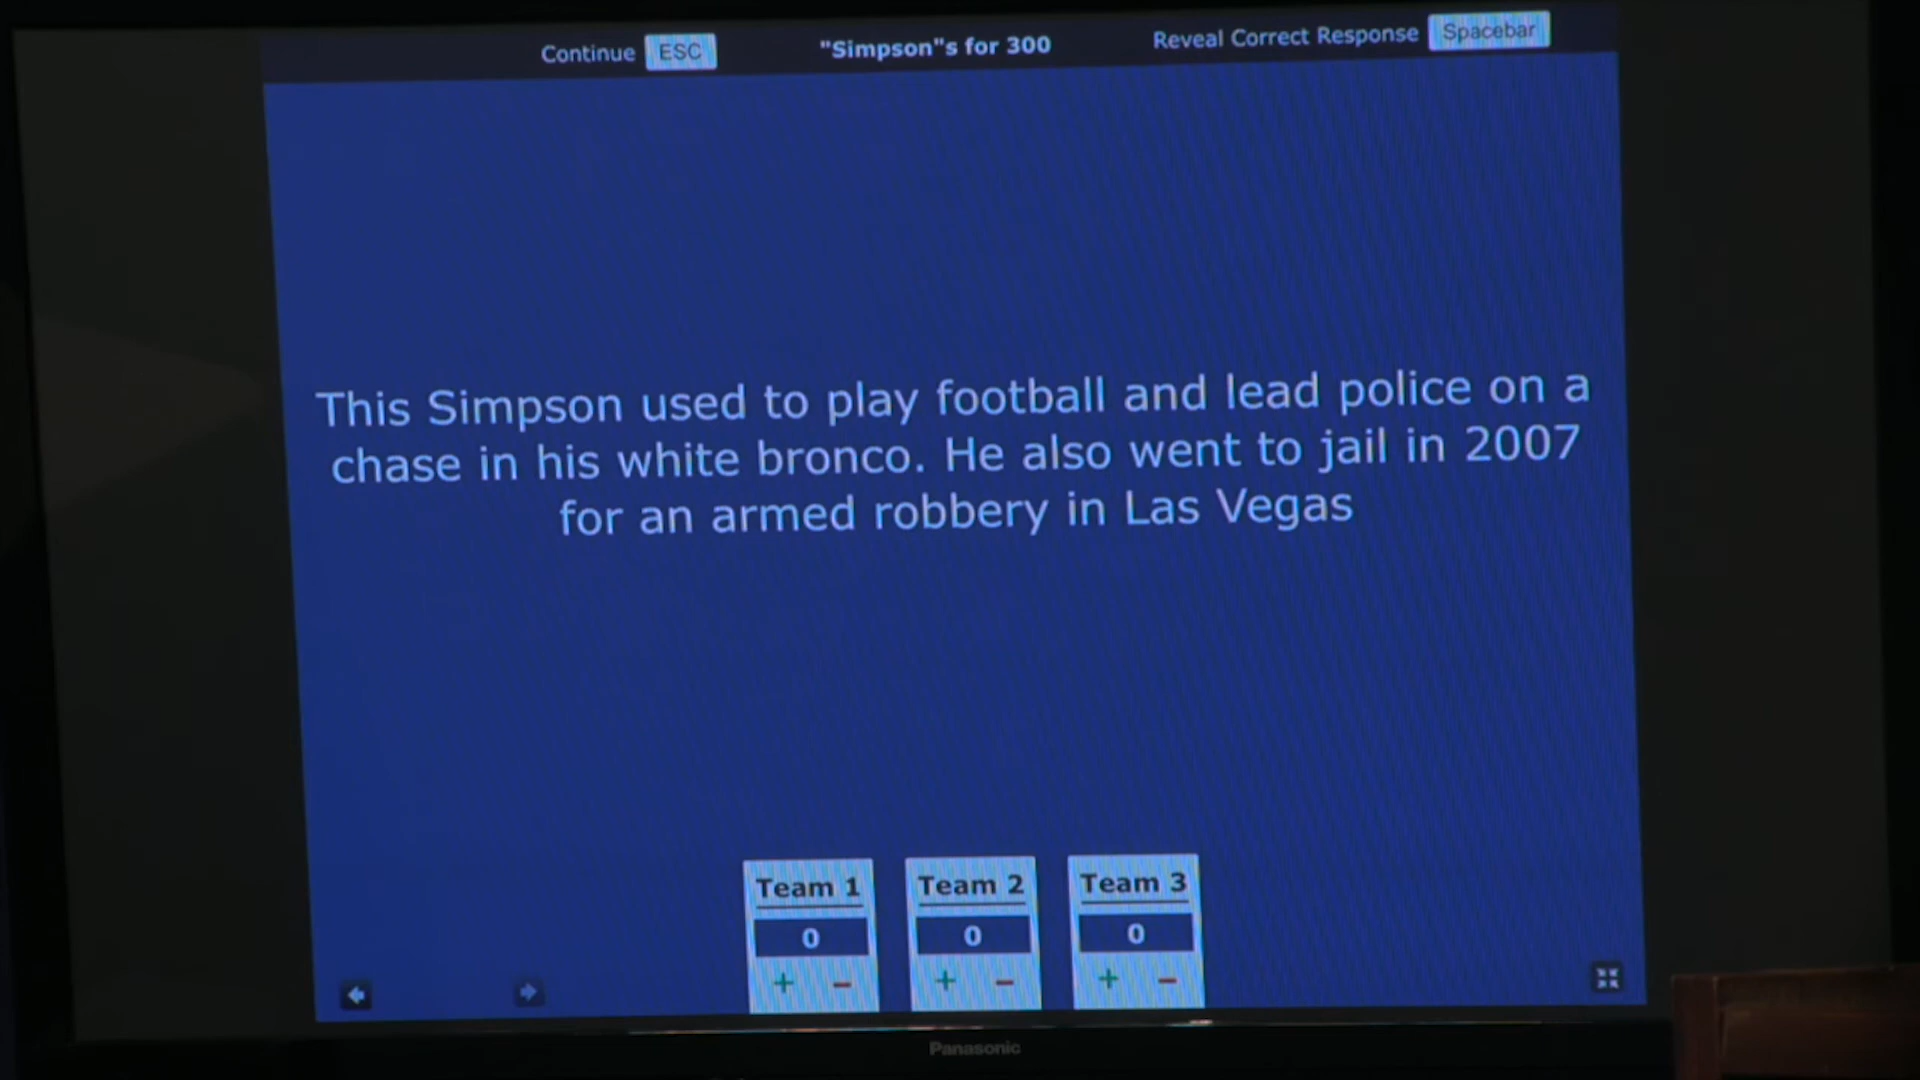 Continue ESC "Simpson"s for 300 Reveal Correct Response Spacebar
This Simpson used to play football and lead police on a
chase in his white bronco. He also went to jail in 2007
for an armed robbery in Las Vegas
Team 1 Team 2 Team 3
0 0 0
+ - + - + -
Panasonic